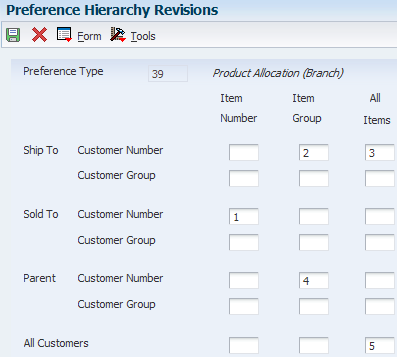 Preference Hierarchy Revisions
Form Tools
Preference Type 39 Product Allocation (Branch)
Item Number Item Group All Items
Ship To Customer Number 2 3
Customer Group
Sold To Customer Number 1
Customer Group
Parent Customer Number 4
Customer Group
All Customers 5